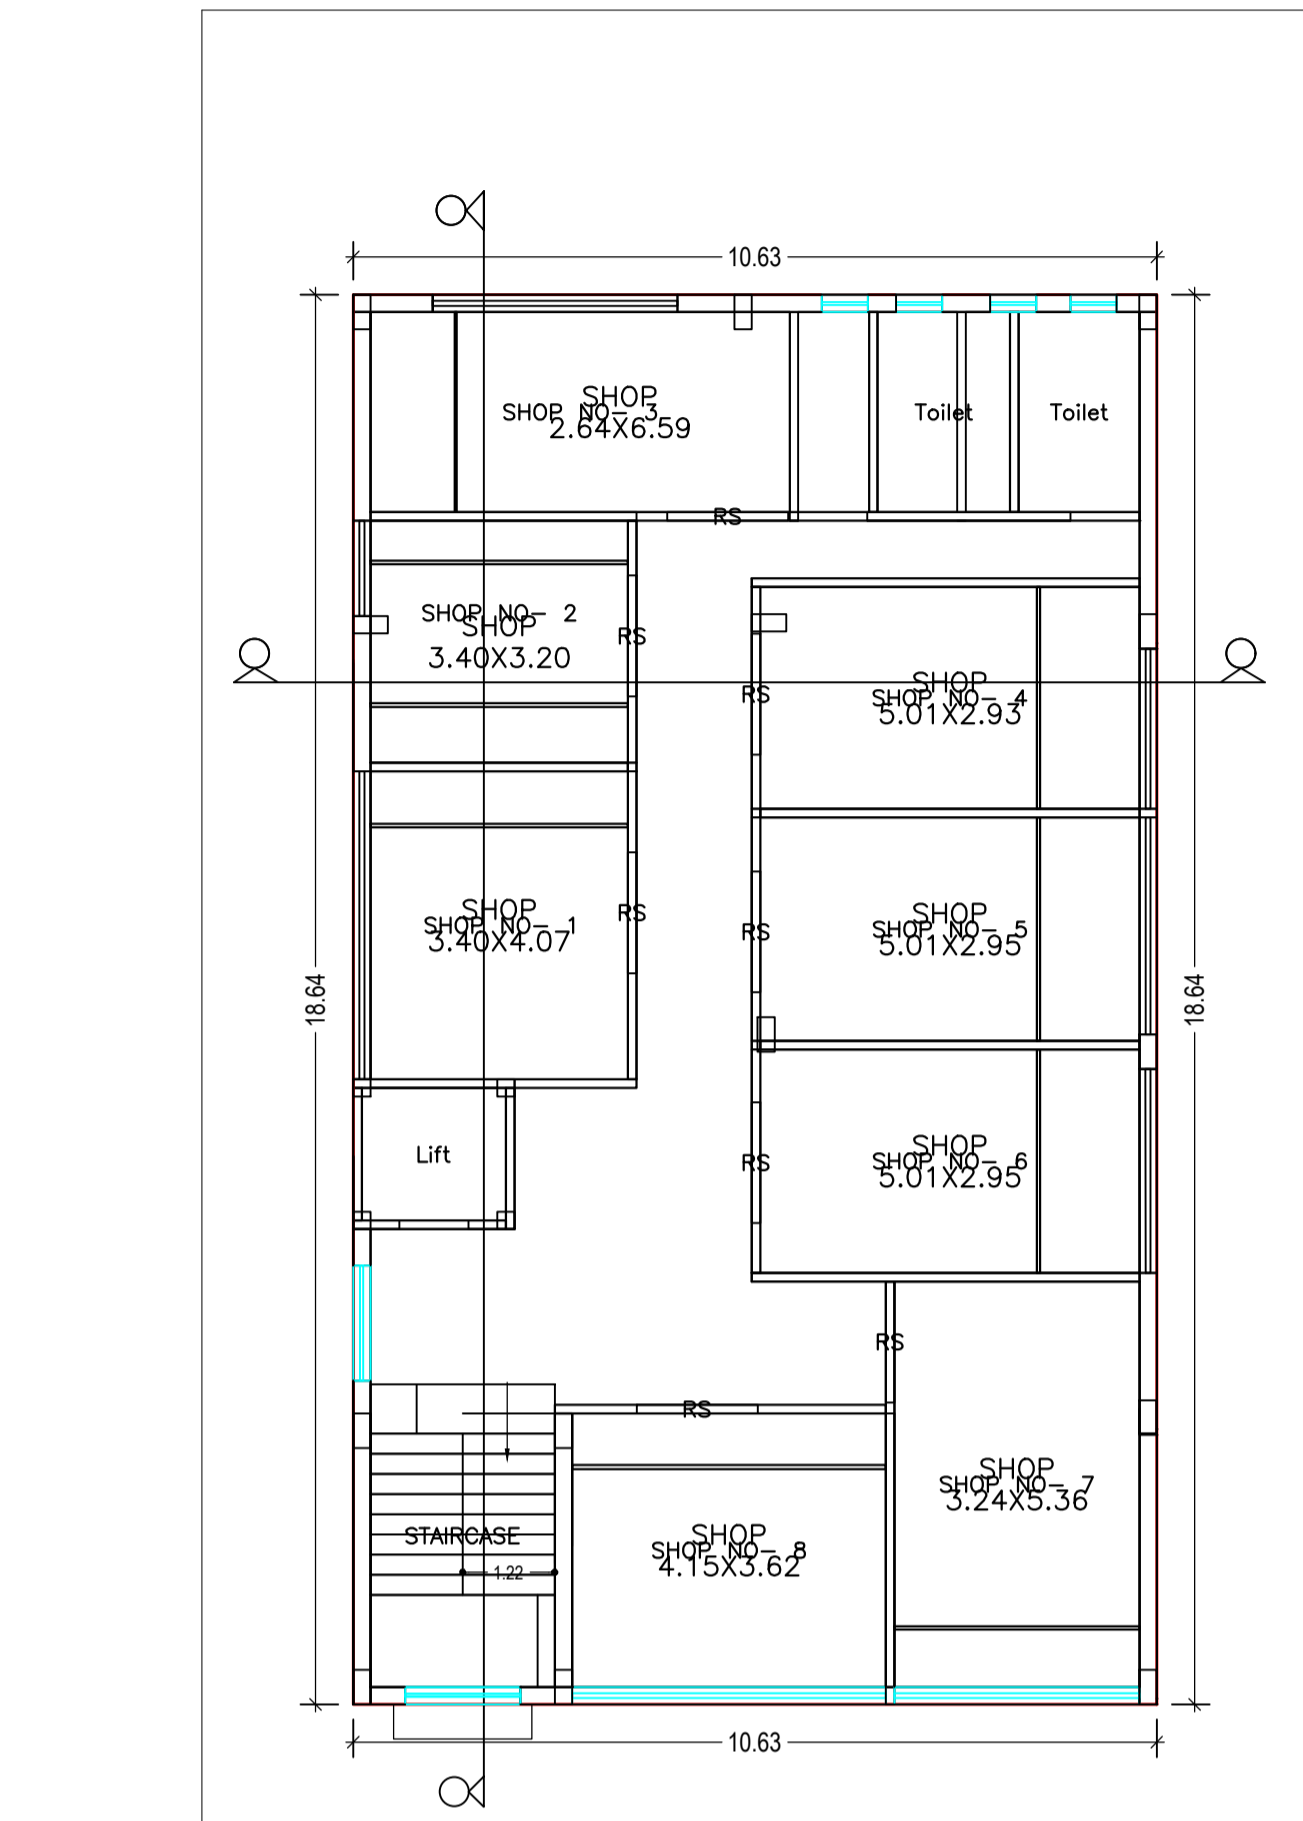 10.63
SHOP
SHOP NO- 3
2.64X6.59
Toilet
Toilet
RS
SHOP NO- 2
SHOP
3.40X3.20
RS
RS
SHOP
SHOP NO- 4
5.01X2.93
SHOP
SHOP NO- 1
3.40X4.07
RS
RS
SHOP
SHOP NO- 5
5.01X2.95
18.64
18.64
Lift
RS
SHOP
SHOP NO- 6
5.01X2.95
RS
RS
SHOP
SHOP NO- 7
3.24X5.36
STAIRCASE
1.22
SHOP
SHOP NO- 8
4.15X3.62
10.63